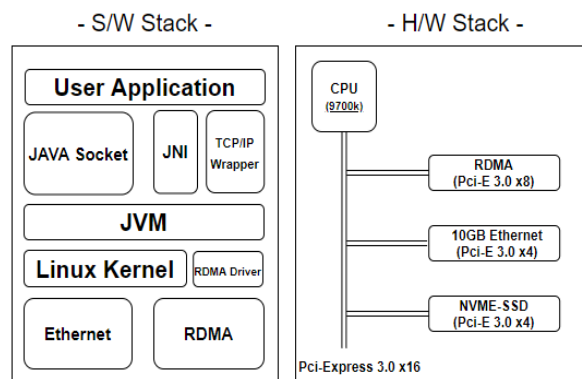 - S/W Stack -
User Application
JAVA Socket
JNI
TCP/IP
Wrapper
JVM
Linux Kernel
RDMA Driver
Ethernet
RDMA
- H/W Stack -
CPU
(9700k)
RDMA
(Pci-E 3.0 x8)
10GB Ethernet
(Pci-E 3.0 x4)
NVME-SSD
(Pci-E 3.0 x4)
Pci-Express 3.0 x16